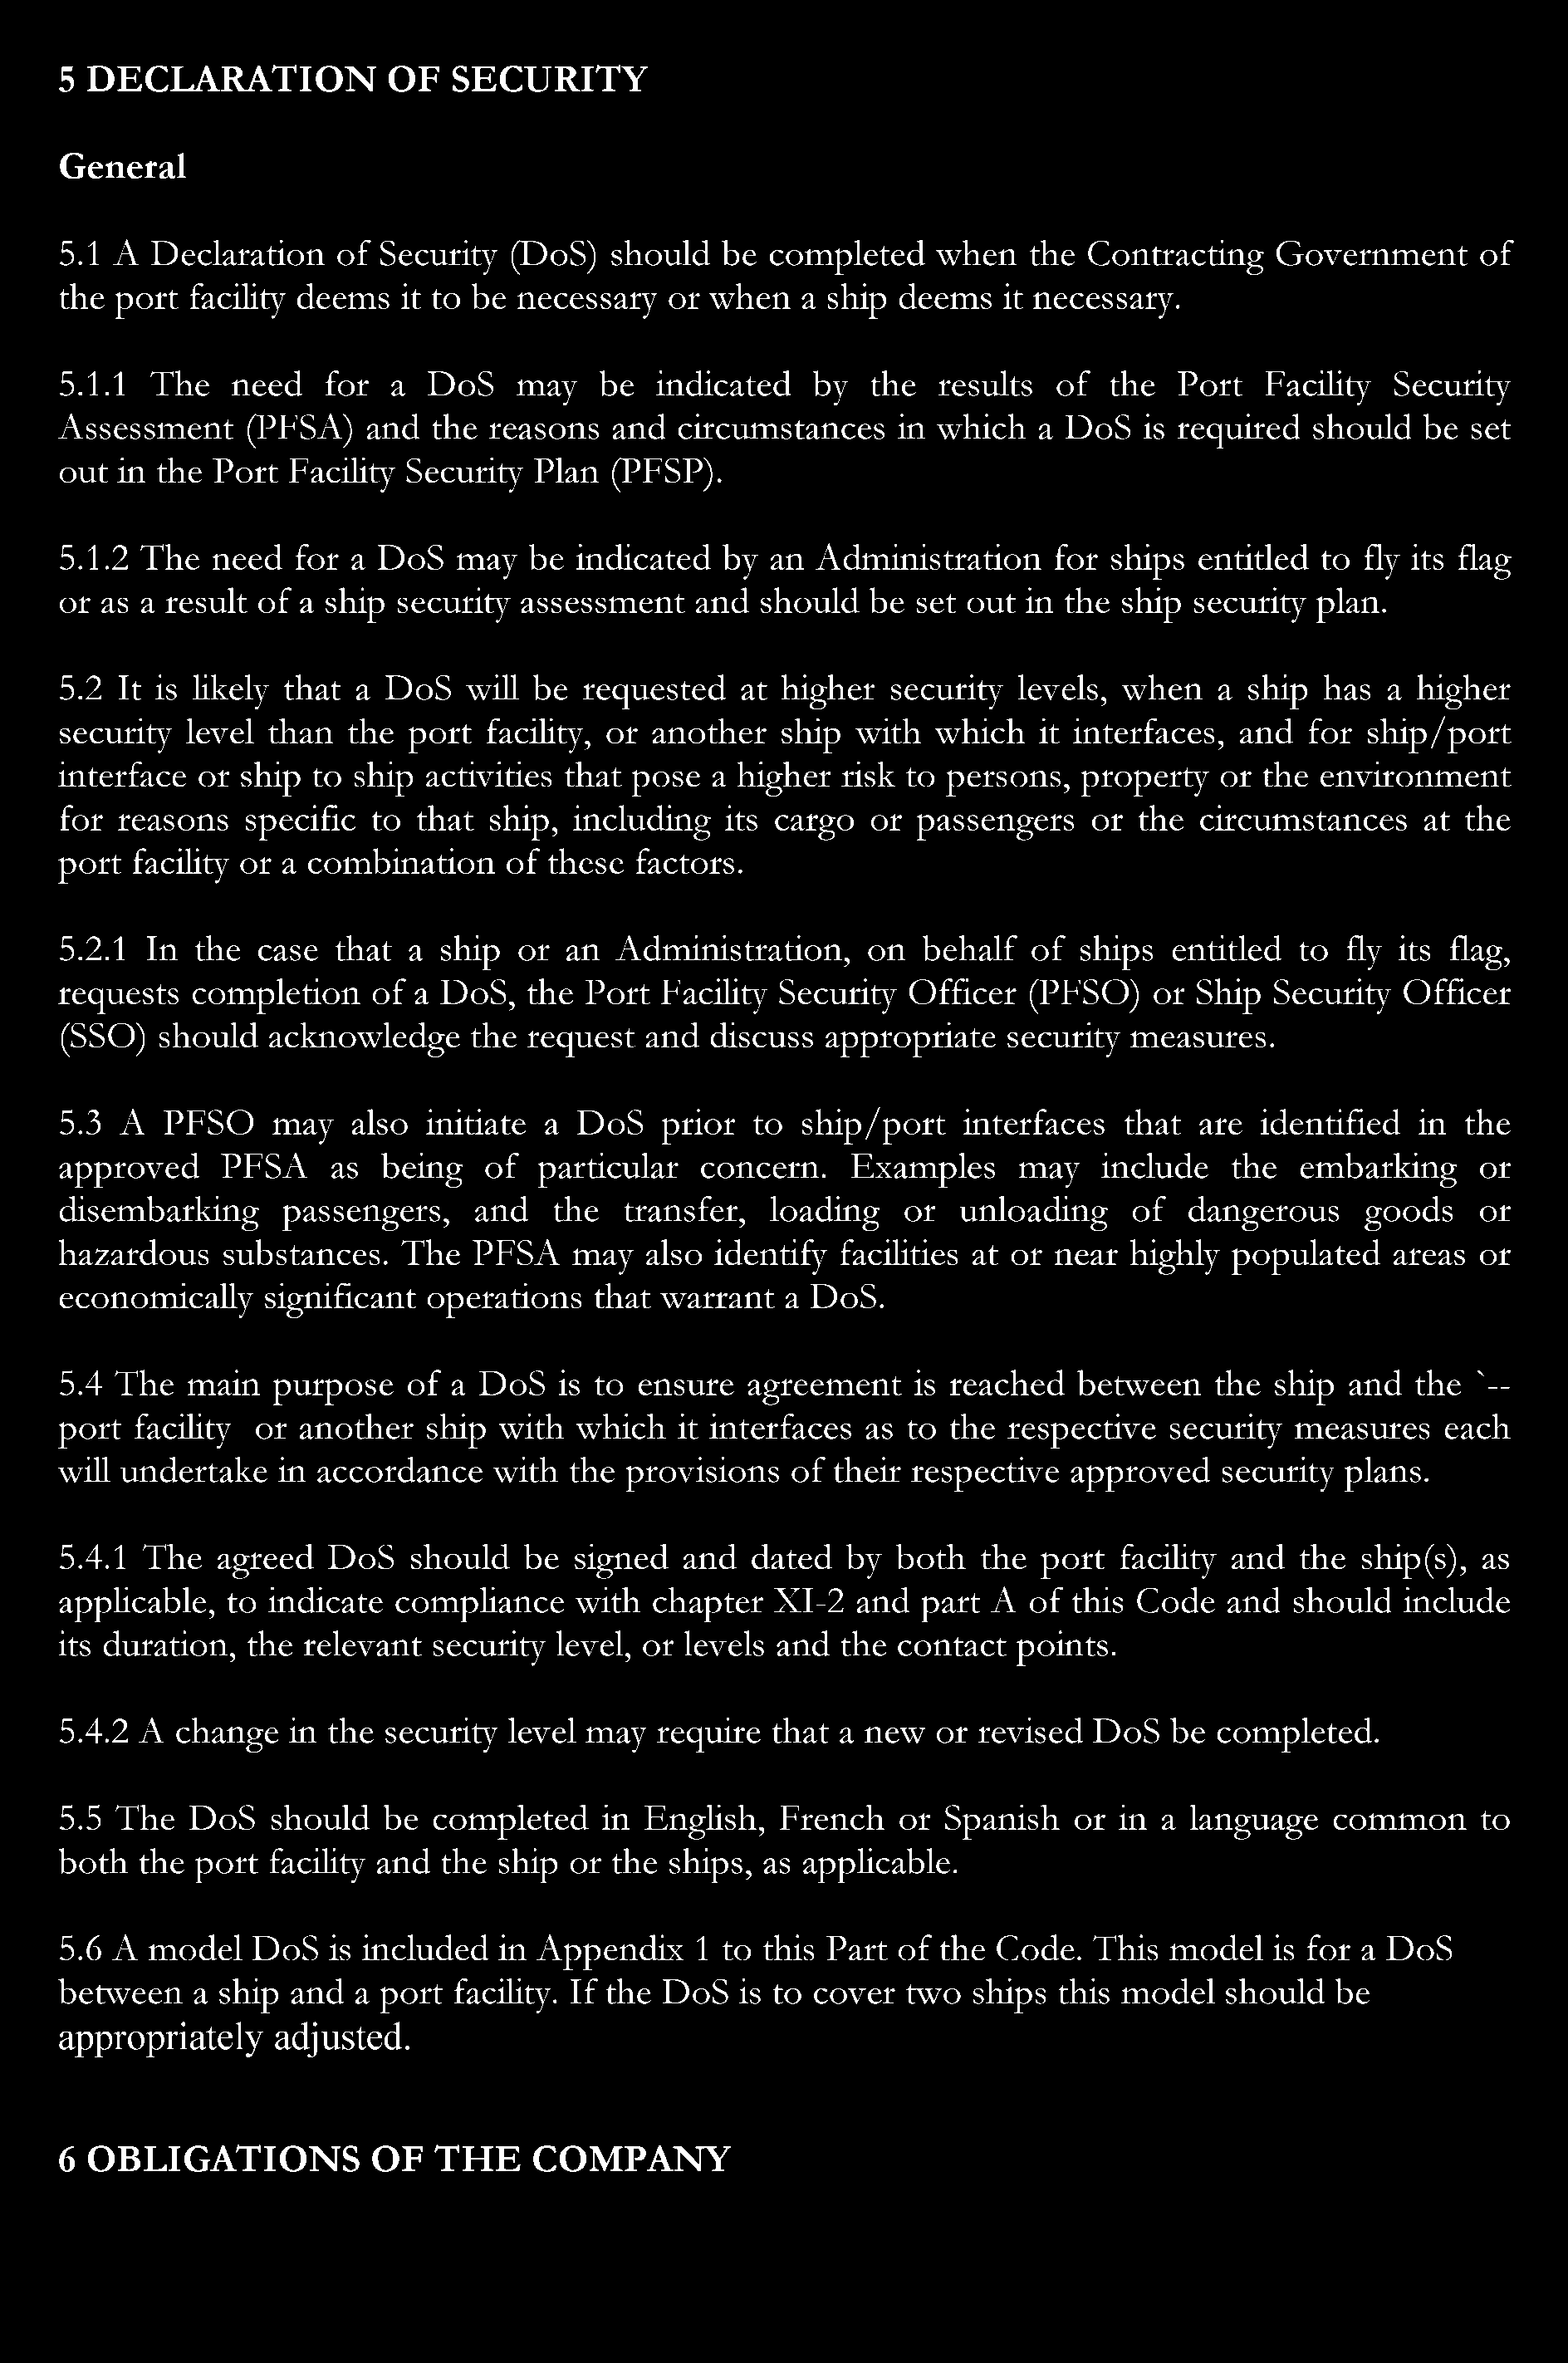 5 DECLARATION OF SECURITY
General
5.1 A Declaration of Security (DoS) should be completed when the Contracting Government of
the port facility deems it to be necessary or when a ship deems it necessary.
5.1.1 The need for a DoS may be indicated by the results of the Port Facility Security
Assessment (PFSA) and the reasons and circumstances in which a DoS is required should be set
out in the Port Facility Security Plan (PFSP).
5.1.2 The need for a DoS may be indicated by an Administration for ships entitled to fly its flag
or as a result of a ship security assessment and should be set out in the ship security plan.
5.2 It is likely that a DoS will be requested at higher security levels, when a ship has a higher
security level than the port facility, or another ship with which it interfaces, and for ship/port
interface or ship to ship activities that pose a higher risk to persons, property or the environment
for reasons specific to that ship, including its cargo or passengers or the circumstances at the
port facility or a combination of these factors.
5.2.1 In the case that a ship or an Administration, on behalf of ships entitled to fly its flag,
requests completion of a DoS, the Port Facility Security Officer (PFSO) or Ship Security Officer
(SSO) should acknowledge the request and discuss appropriate security measures.
5.3 A PFSO may also initiate a DoS prior to ship/port interfaces that are identified in the
approved PFSA as being of particular concern. Examples may include the embarking or
disembarking passengers, and the transfer, loading or unloading of dangerous goods or
hazardous substances. The PFSA may also identify facilities at or near highly populated areas or
economically significant operations that warrant a DoS.
5.4 The main purpose of a DoS is to ensure agreement is reached between the ship and the `--
port facility or another ship with which it interfaces as to the respective security measures each
will undertake in accordance with the provisions of their respective approved security plans.
5.4.1 The agreed DoS should be signed and dated by both the port facility and the ship(s), as
applicable, to indicate compliance with chapter XI-2 and part A of this Code and should include
its duration, the relevant security level, or levels and the contact points.
5.4.2 A change in the security level may require that a new or revised DoS be completed.
5.5 The DoS should be completed in English, French or Spanish or in a language common to
both the port facility and the ship or the ships, as applicable.
5.6 A model DoS is included in Appendix 1 to this Part of the Code. This model is for a DoS
between a ship and a port facility. If the DoS is to cover two ships this model should be
appropriately adjusted.
6 OBLIGATIONS OF THE COMPANY